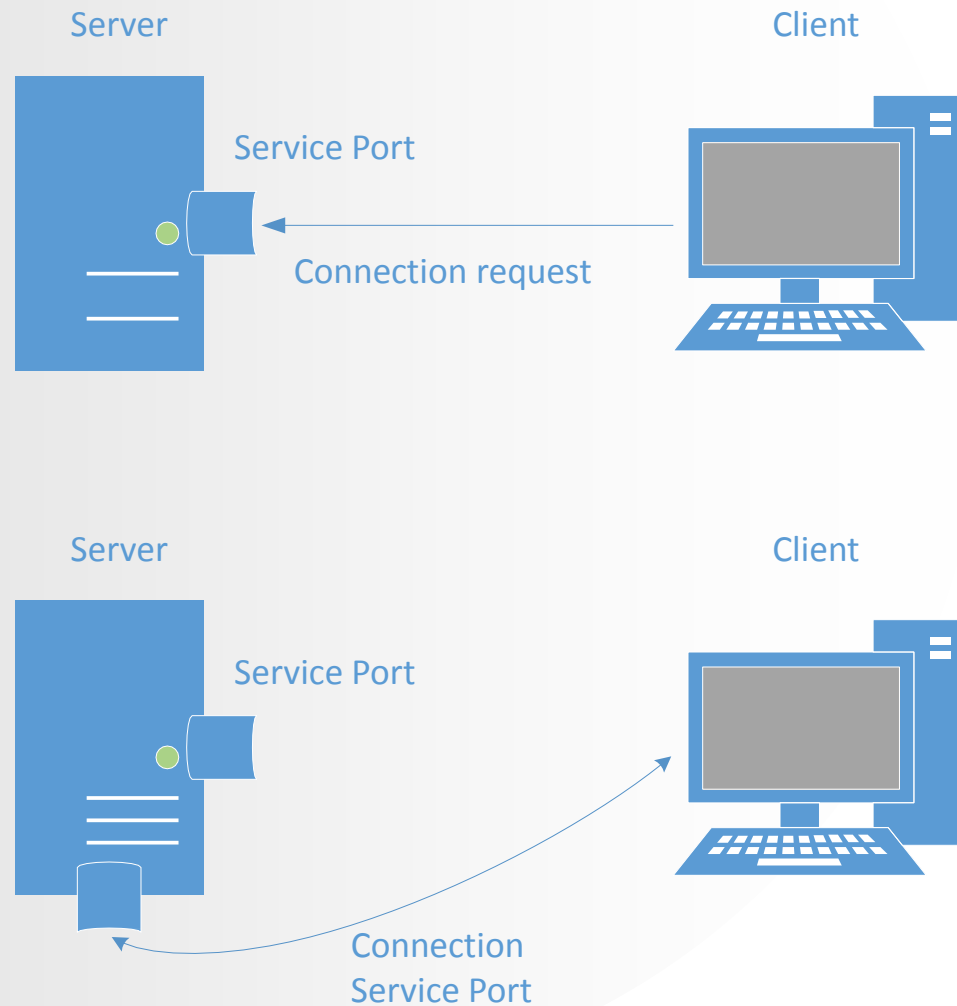 Server
Client
Service Port
Connection request
Server
Client
Service Port
Connection
Service Port